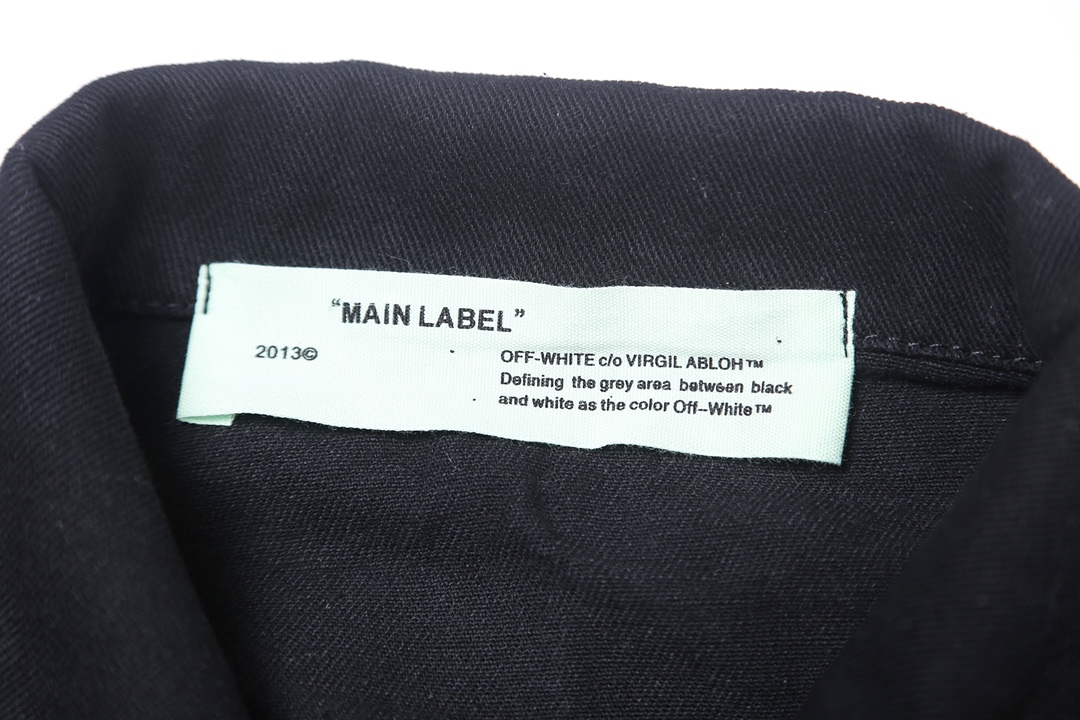 “MAIN LABEL”
2013©
OFF-WHITE c/o VIRGIL ABLOH™
Defining the grey area between black
and white as the color Off--White™